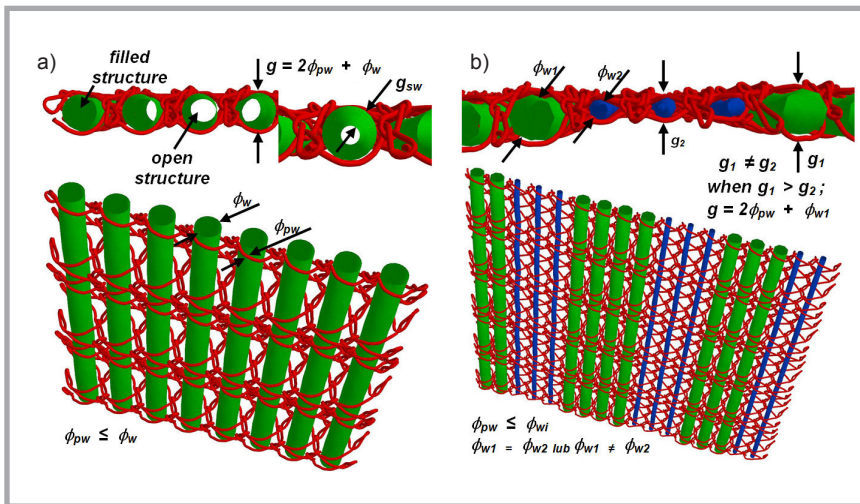 a)
filled
structure
g = 2ϕpw + ϕw
gsw
open
structure
ϕw
ϕpw
ϕpw ≤ ϕw
b)
ϕw1
ϕw2
g2
g1
g1 ≠ g2
when g1 > g2 ;
g = 2ϕpw + ϕw1
ϕpw ≤ ϕwi
ϕw1 = ϕw2 lub ϕw1 ≠ ϕw2